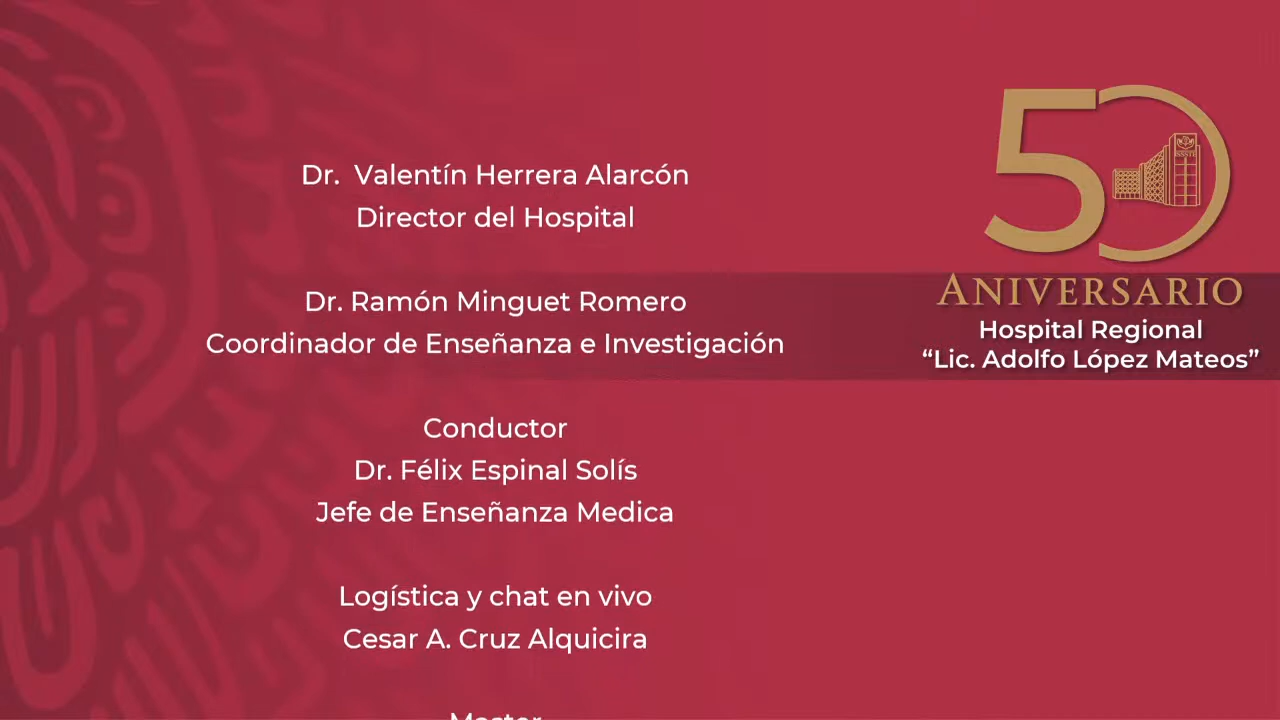 Dr. Valentín Herrera Alarcón
Director del Hospital
Dr. Ramón Minguet Romero
Coordinador de Enseñanza e Investigación
Conductor
Dr. Félix Espinal Solís
Jefe de Enseñanza Medica
Logística y chat en vivo
Cesar A. Cruz Alquicira
50
ISSSTE
ANIVERSARIO
Hospital Regional
“Lic. Adolfo López Mateos”